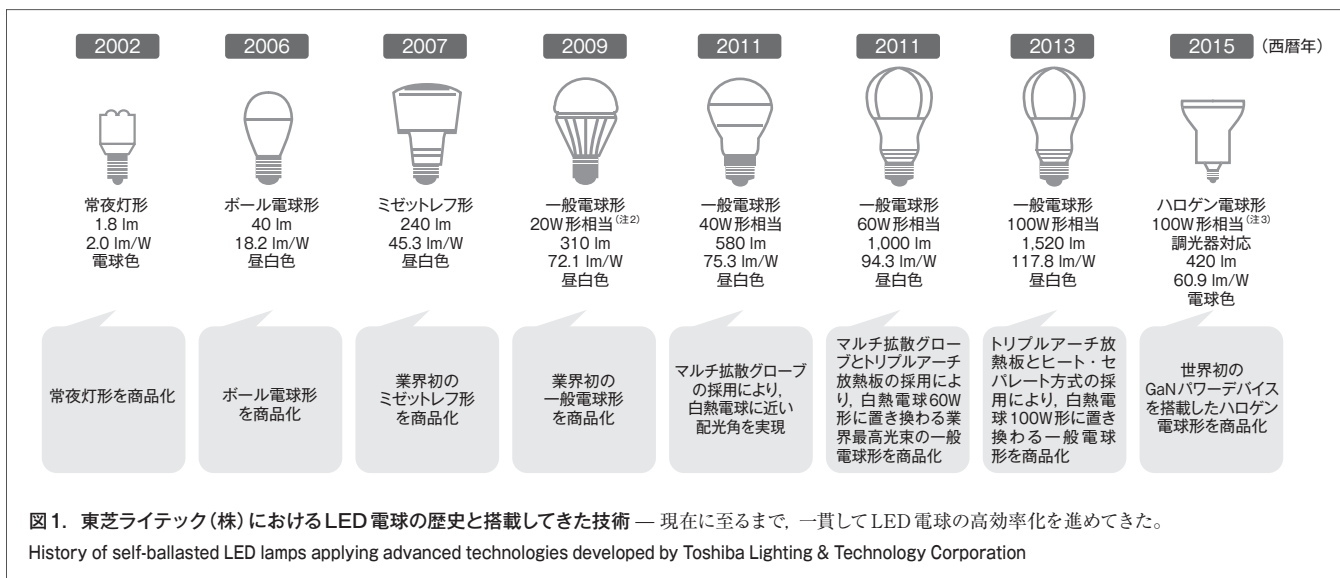 2002
2006
2007
2009
2011
2011
2013
2015
(西暦年)
常夜灯形
1.8 lm
2.0 lm/W
電球色
ボール電球形
40 lm
18.2 lm/W
昼白色
ミゼットレフ形
240 lm
45.3 lm/W
昼白色
一般電球形
20W形相当(注2)
310 lm
72.1 lm/W
昼白色
一般電球形
40W形相当
580 lm
75.3 lm/W
昼白色
一般電球形
60W形相当
1,000 lm
94.3 lm/W
昼白色
一般電球形
100W形相当
1,520 lm
117.8 lm/W
昼白色
ハロゲン電球形
100W形相当(注3)
調光器対応
420 lm
60.9 lm/W
電球色
常夜灯形を商品化
ボール電球形
を商品化
業界初の
ミゼットレフ形
を商品化
業界初の
一般電球形
を商品化
マルチ拡散グローブ
の採用により,
白熱電球に近い
配光角を実現
マルチ拡散グロー
ブとトリプルアーチ
放熱板の採用によ
り, 白熱電球60W
形に置き換わる業
界最高光束の一般
電球形を商品化
トリプルアーチ放
熱板とヒート・セ
パレート方式の採
用により, 白熱電
球100W形に置き
換わる一般電球
形を商品化
世界初の
GaNパワーデバイス
を搭載したハロゲン
電球形を商品化
図1. 東芝ライテック(株)におけるLED電球の歴史と搭載してきた技術 — 現在に至るまで, 一貫してLED電球の高効率化を進めてきた。
History of self-ballasted LED lamps applying advanced technologies developed by Toshiba Lighting & Technology Corporation